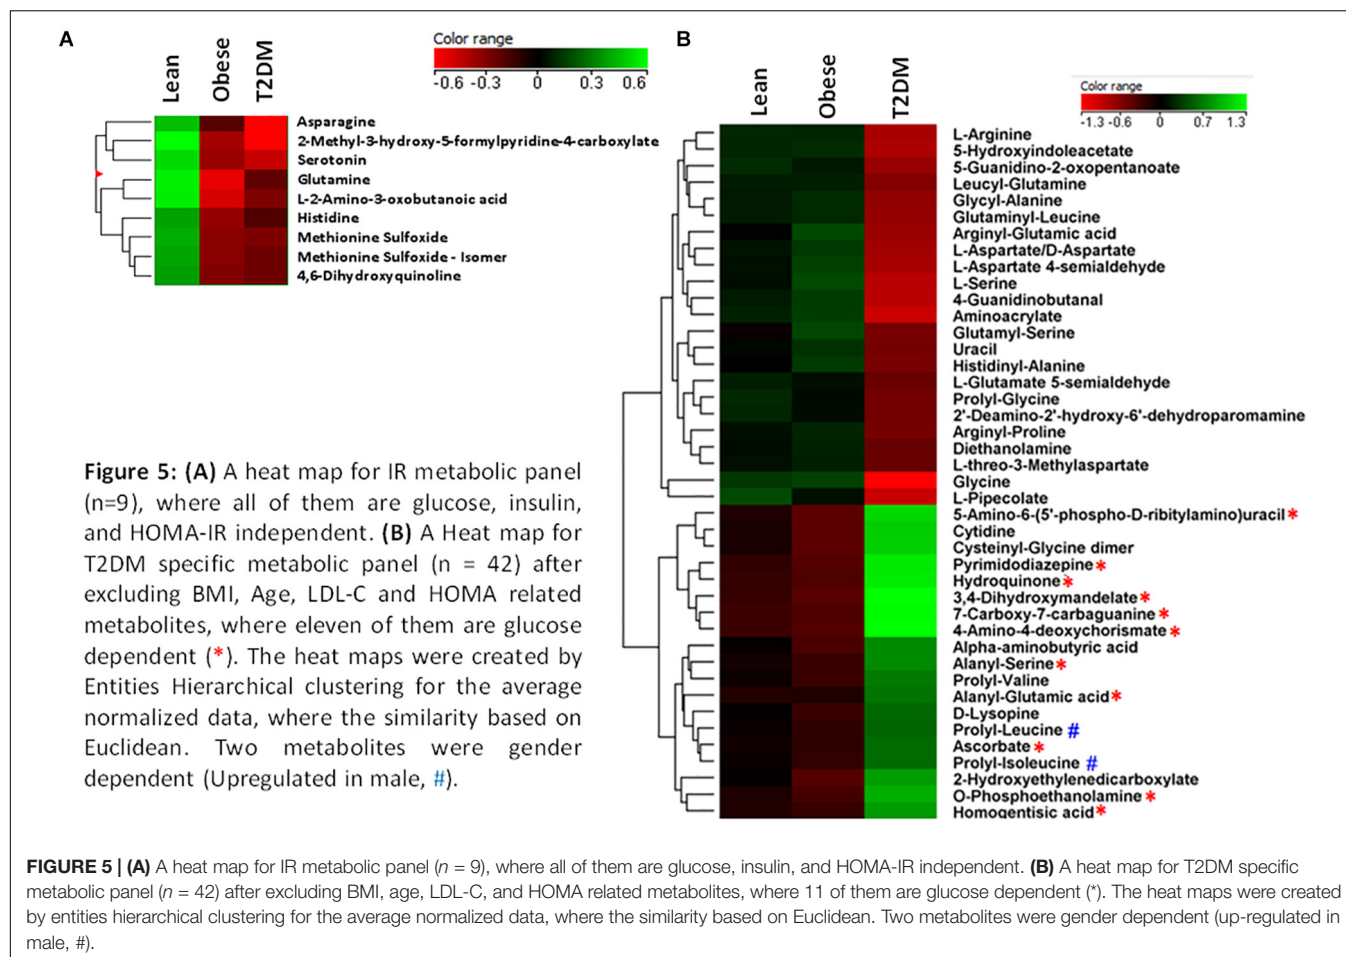 A
Lean
Obese
T2DM
Color range
-0.6 -0.3 0 0.3 0.6
Asparagine
2-Methyl-3-hydroxy-5-formylpyridine-4-carboxylate
Serotonin
Glutamine
L-2-Amino-3-oxobutanoic acid
Histidine
Methionine Sulfoxide
Methionine Sulfoxide - Isomer
4,6-Dihydroxyquinoline
Figure 5: (A) A heat map for IR metabolic panel
(n=9), where all of them are glucose, insulin,
and HOMA-IR independent. (B) A Heat map for
T2DM specific metabolic panel (n = 42) after
excluding BMI, Age, LDL-C and HOMA related
metabolites, where eleven of them are glucose
dependent (*). The heat maps were created by
Entities Hierarchical clustering for the average
normalized data, where the similarity based on
Euclidean. Two metabolites were gender
dependent (Upregulated in male, #).
B
Lean
Obese
T2DM
Color range
-1.3 -0.6 0 0.7 1.3
L-Arginine
5-Hydroxyindoleacetate
5-Guanidino-2-oxopentanoate
Leucyl-Glutamine
Glycyl-Alanine
Glutaminyl-Leucine
Arginyl-Glutamic acid
L-Aspartate/D-Aspartate
L-Aspartate 4-semialdehyde
L-Serine
4-Guanidinobutanal
Aminoacrylate
Glutamyl-Serine
Uracil
Histidinyl-Alanine
L-Glutamate 5-semialdehyde
Prolyl-Glycine
2'-Deamino-2'-hydroxy-6'-dehydroparomamine
Arginyl-Proline
Diethanolamine
L-threo-3-Methylaspartate
Glycine
L-Pipecolate
5-Amino-6-(5'-phospho-D-ribitylamino)uracil *
Cytidine
Cysteinyl-Glycine dimer
Pyrimidodiazepine *
Hydroquinone *
3,4-Dihydroxymandelate *
7-Carboxy-7-carbaguanine *
4-Amino-4-deoxychorismate *
Alpha-aminobutyric acid
Alanyl-Serine *
Prolyl-Valine
Alanyl-Glutamic acid *
D-Lysopine
Prolyl-Leucine #
Ascorbate *
Prolyl-Isoleucine #
2-Hydroxyethylenedicarboxylate
O-Phosphoethanolamine *
Homogentisic acid *
FIGURE 5 | (A) A heat map for IR metabolic panel (n = 9), where all of them are glucose, insulin, and HOMA-IR independent. (B) A heat map for T2DM specific
metabolic panel (n = 42) after excluding BMI, age, LDL-C, and HOMA related metabolites, where 11 of them are glucose dependent (*). The heat maps were created
by entities hierarchical clustering for the average normalized data, where the similarity based on Euclidean. Two metabolites were gender dependent (up-regulated in
male, #).